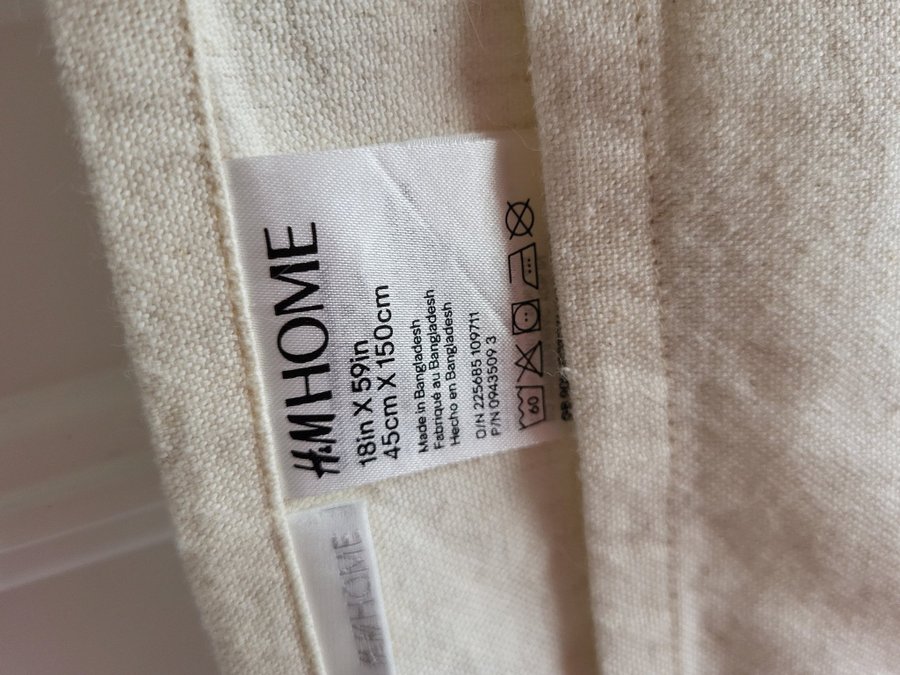 H&M HOME
18in X 59in
45cm X 150cm
Made in Bangladesh
Fabriqué au Bangladesh
Hecho en Bangladesh
O/N 225685 109711
P/N 0943509 3
60
H&M HOME